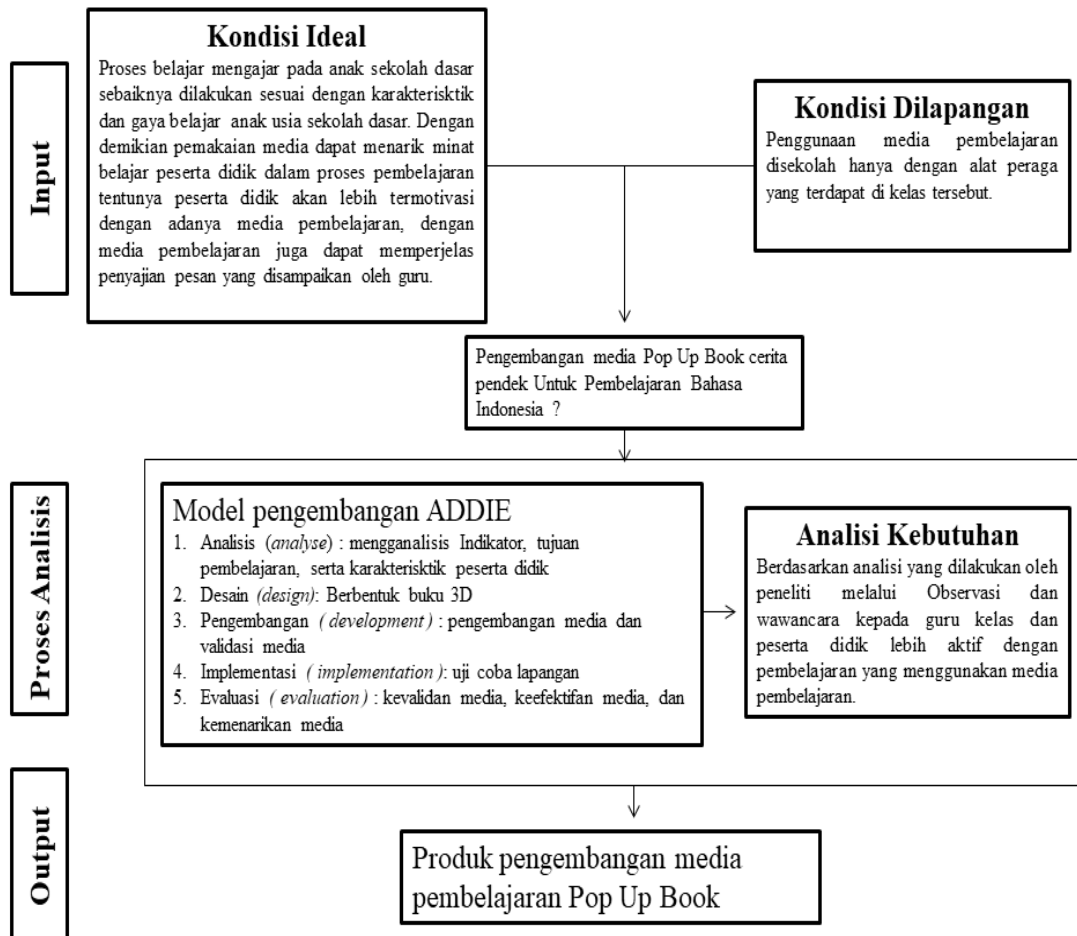 Input
Kondisi Ideal
Proses belajar mengajar pada anak sekolah dasar
sebaiknya dilakukan sesuai dengan karakterisktik
dan gaya belajar anak usia sekolah dasar. Dengan
demikian pemakaian media dapat menarik minat
belajar peserta didik dalam proses pembelajaran
tentunya peserta didik akan lebih termotivasi
dengan adanya media pembelajaran, dengan
media pembelajaran juga dapat memperjelas
penyajian pesan yang disampaikan oleh guru.
Kondisi Dilapangan
Penggunaan media pembelajaran
disekolah hanya dengan alat peraga
yang terdapat di kelas tersebut.
Pengembangan media Pop Up Book cerita
pendek Untuk Pembelajaran Bahasa
Indonesia ?
Proses Analisis
Model pengembangan ADDIE
1. Analisis (analyse) : mengganalisis Indikator, tujuan
pembelajaran, serta karakterisktik peserta didik
2. Desain (design): Berbentuk buku 3D
3. Pengembangan ( development ) : pengembangan media dan
validasi media
4. Implementasi ( implementation ): uji coba lapangan
5. Evaluasi ( evaluation ) : kevalidan media, keefektifan media, dan
kemenarikan media
Analisi Kebutuhan
Berdasarkan analisi yang dilakukan oleh
peneliti melalui Observasi dan
wawancara kepada guru kelas dan
peserta didik lebih aktif dengan
pembelajaran yang menggunakan media
pembelajaran.
Output
Produk pengembangan media
pembelajaran Pop Up Book